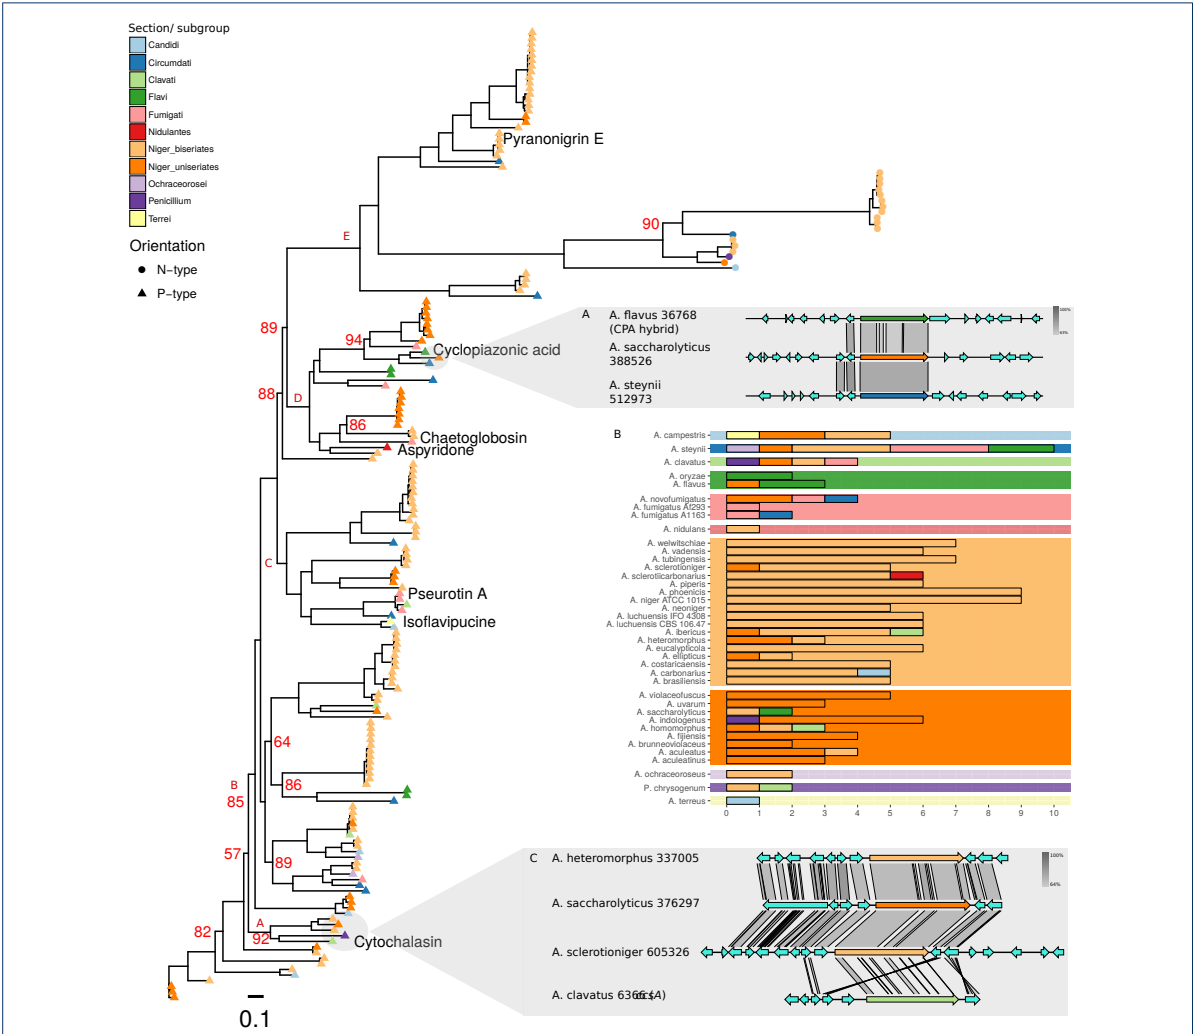 Section/ subgroup
Candidi
Circumdati
Clavati
Flavi
Fumigati
Nidulantes
Niger_biseriates
Niger_uniseriates
Ochraceorosei
Penicillium
Terrei
Orientation
N-type
P-type
Pyranonigrin E
90
E
89
94
Cyclopiazonic acid
88
D
86
Chaetoglobosin
Aspyridone
C
Pseurotin A
Isoflavipucine
64
B
86
85
57
89
A
82
92
Cytochalasin
0.1
A
A. flavus 36768
(CPA hybrid)
A. saccharolyticus
388526
A. steynii
512973
100%
63%
B
A. campestris
A. steynii
A. clavatus
A. oryzae
A. flavus
A. novofumigatus
A. fumigatus Af293
A. fumigatus A1163
A. nidulans
A. welwitschiae
A. vadensis
A. tubingensis
A. sclerotioniger
A. sclerotiicarbonarius
A. piperis
A. phoenicis
A. niger ATCC 1015
A. neoniger
A. luchuensis IFO 4308
A. luchuensis CBS 106.47
A. ibericus
A. heteromorphus
A. eucalypticola
A. ellipticus
A. costaricaensis
A. carbonarius
A. brasiliensis
A. violaceofuscus
A. uvarum
A. saccharolyticus
A. indologenus
A. homomorphus
A. fijiensis
A. brunneoviolaceus
A. aculeatus
A. aculeatinus
A. ochraceoroseus
P. chrysogenum
A. terreus
0 1 2 3 4 5 6 7 8 9 10
C
A. heteromorphus 337005
A. saccharolyticus 376297
A. sclerotioniger 605326
A. clavatus
100%
64%